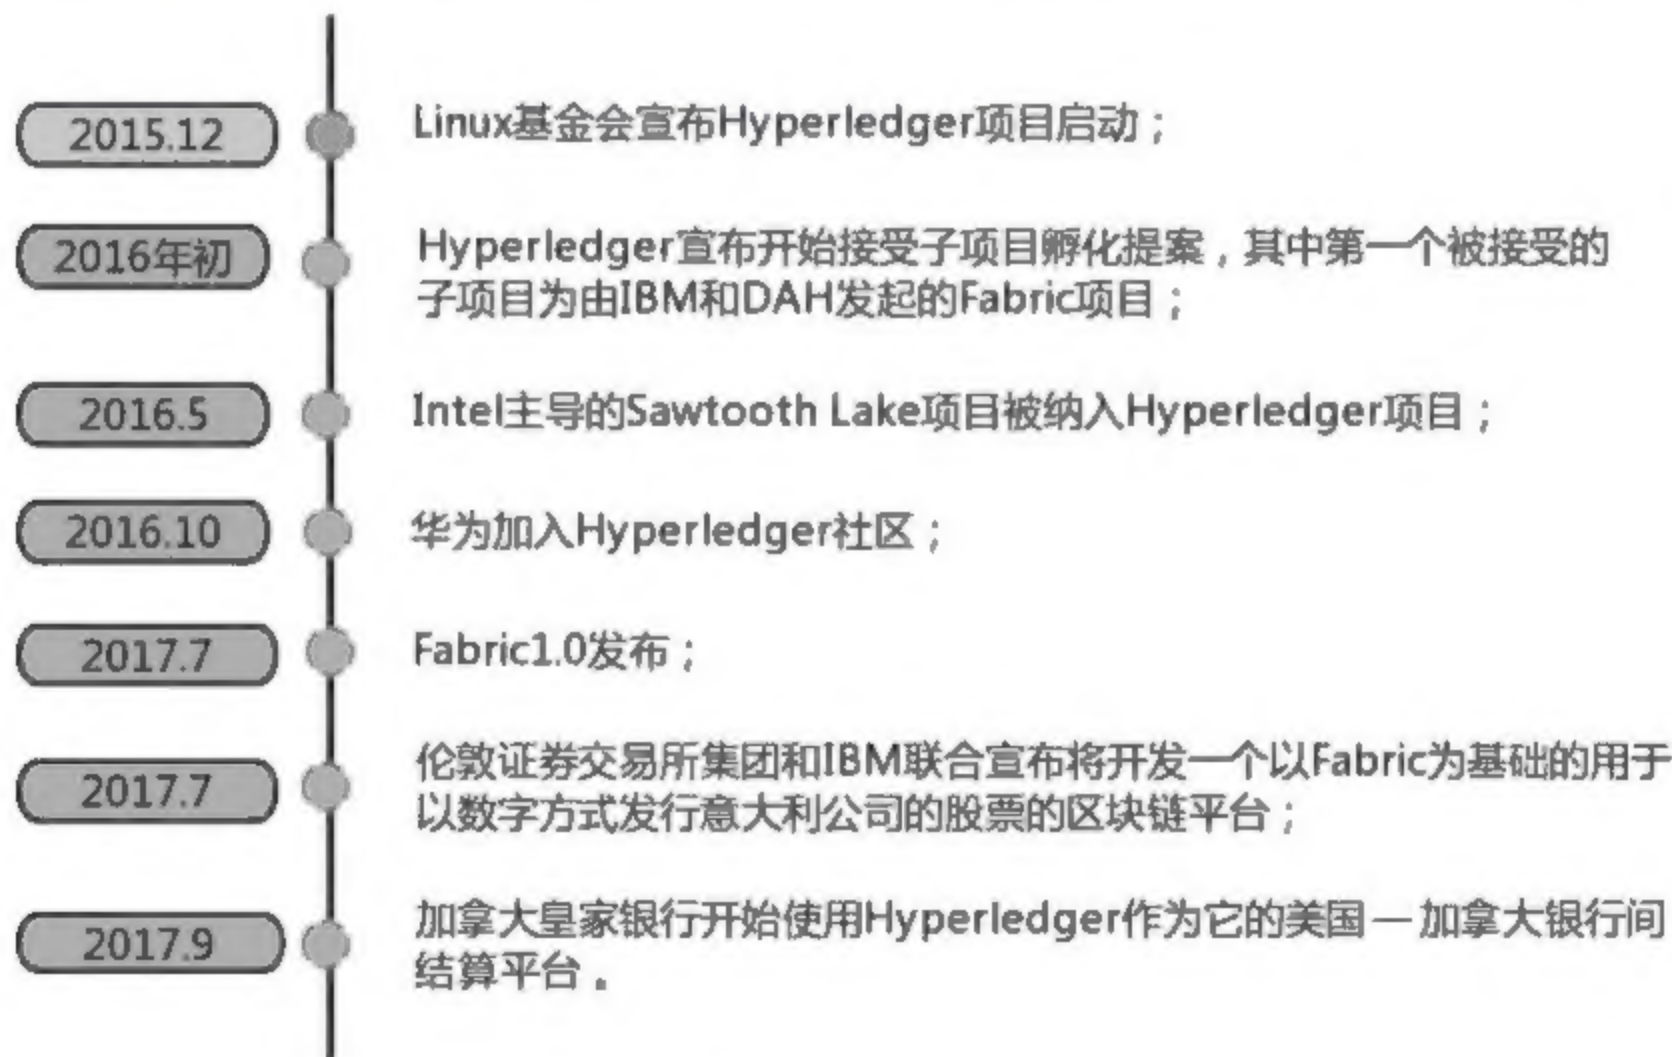 2015.12
Linux基金会宣布Hyperledger项目启动；
2016年初
Hyperledger宣布开始接受子项目孵化提案，其中第一个被接受的
子项目为由IBM和DAH发起的Fabric项目；
2016.5
Intel主导的Sawtooth Lake项目被纳入Hyperledger项目；
2016.10
华为加入Hyperledger社区；
2017.7
Fabric1.0发布；
2017.7
伦敦证券交易所集团和IBM联合宣布将开发一个以Fabric为基础的用于
以数字方式发行意大利公司的股票的区块链平台；
2017.9
加拿大皇家银行开始使用Hyperledger作为它的美国—加拿大银行间
结算平台。